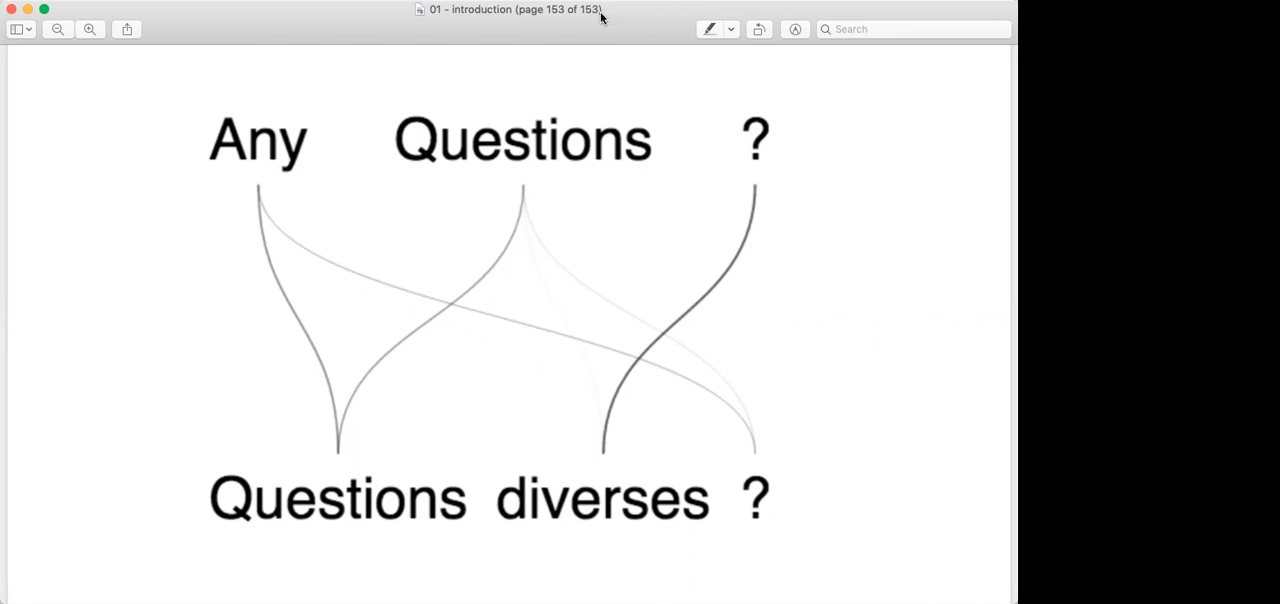 01 - introduction (page 153 of 153)
Search
Any Questions ?
Questions diverses ?